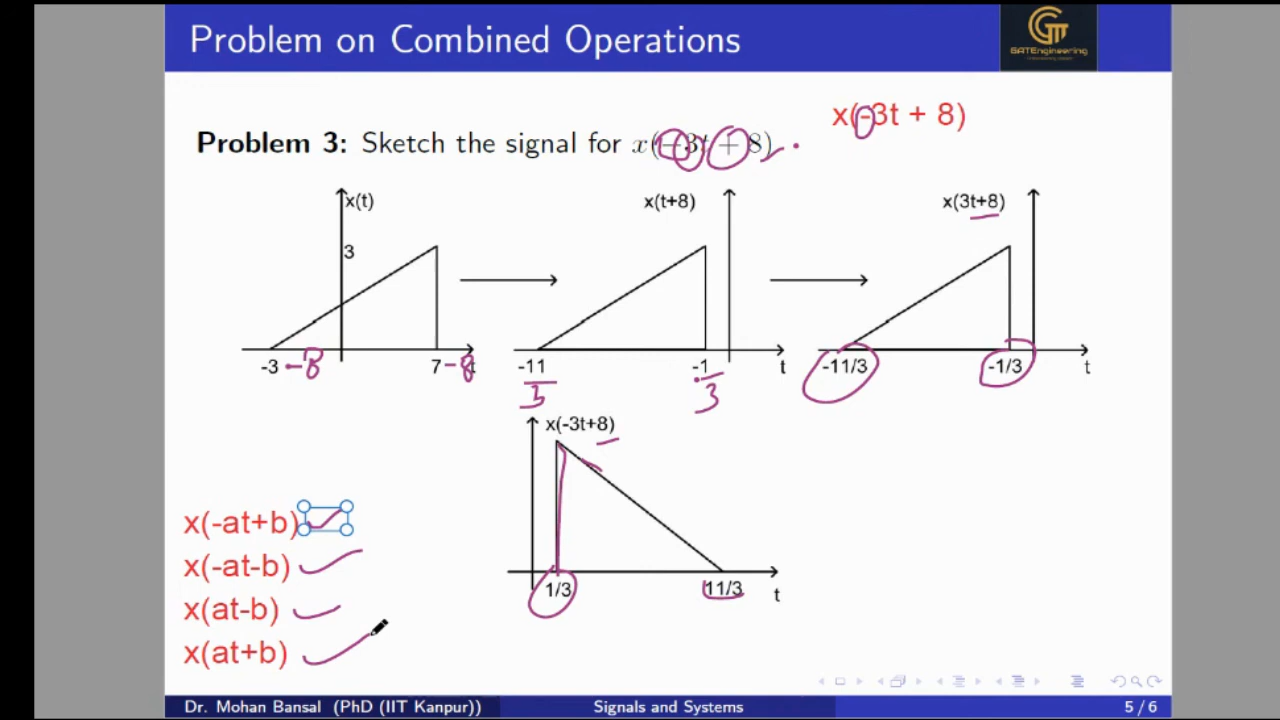 Problem on Combined Operations
GATEngineering
x(-3t + 8)
Problem 3: Sketch the signal for x(−3t + 8)
x(t)
x(t+8)
x(3t+8)
3
-3 -8
7 -8
t
-11
3
-1
3
t
-11/3
-1/3
t
x(-3t+8)
x(-at+b)
x(-at-b)
x(at-b)
x(at+b)
1/3
11/3
t
Dr. Mohan Bansal (PhD (IIT Kanpur))
Signals and Systems
5 / 6